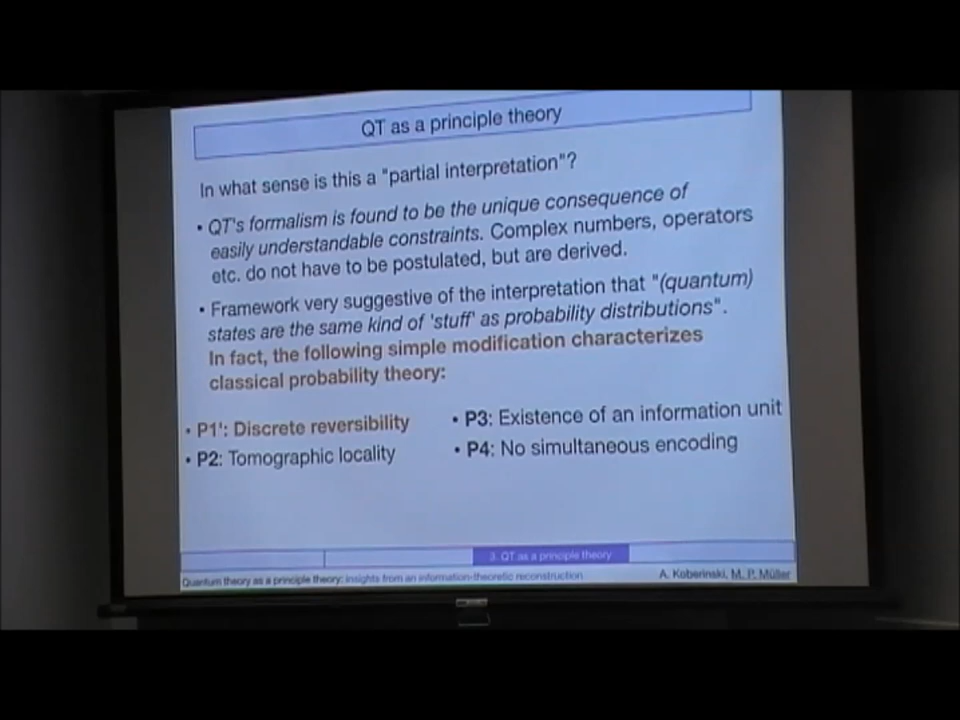 QT as a principle theory
In what sense is this a "partial interpretation"?
• QT's formalism is found to be the unique consequence of
easily understandable constraints. Complex numbers, operators
etc. do not have to be postulated, but are derived.
• Framework very suggestive of the interpretation that "(quantum)
states are the same kind of 'stuff' as probability distributions".
In fact, the following simple modification characterizes
classical probability theory:
• P1': Discrete reversibility
• P2: Tomographic locality
• P3: Existence of an information unit
• P4: No simultaneous encoding
3. QT as a principle theory
Quantum theory as a principle theory: insights from an information-theoretic reconstruction
A. Koberinski, M. P. Müller